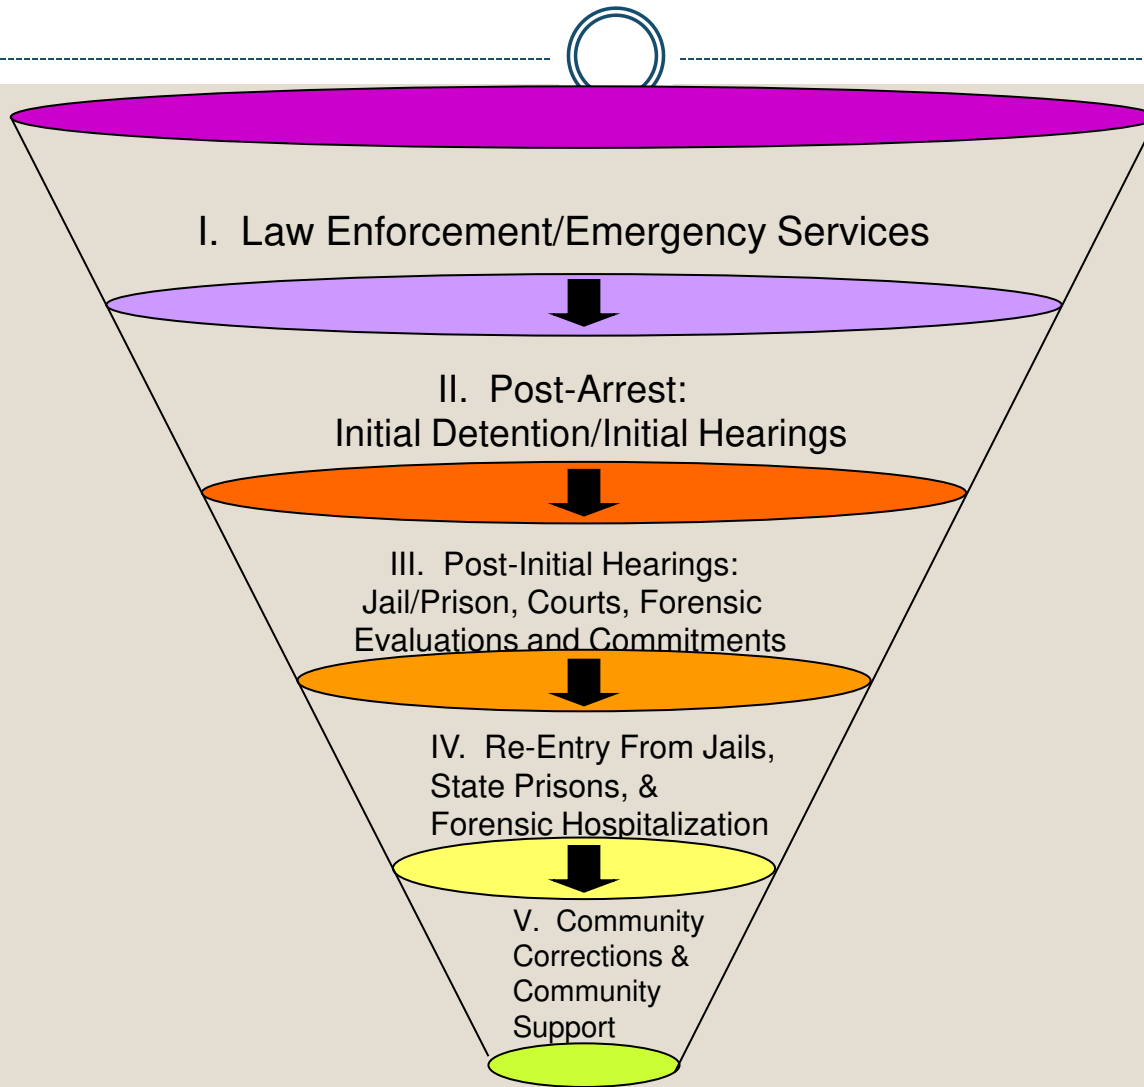 I. Law Enforcement/Emergency Services
II. Post-Arrest:
Initial Detention/Initial Hearings
III. Post-Initial Hearings:
Jail/Prison, Courts, Forensic
Evaluations and Commitments
IV. Re-Entry From Jails,
State Prisons, &
Forensic Hospitalization
V. Community
Corrections &
Community
Support